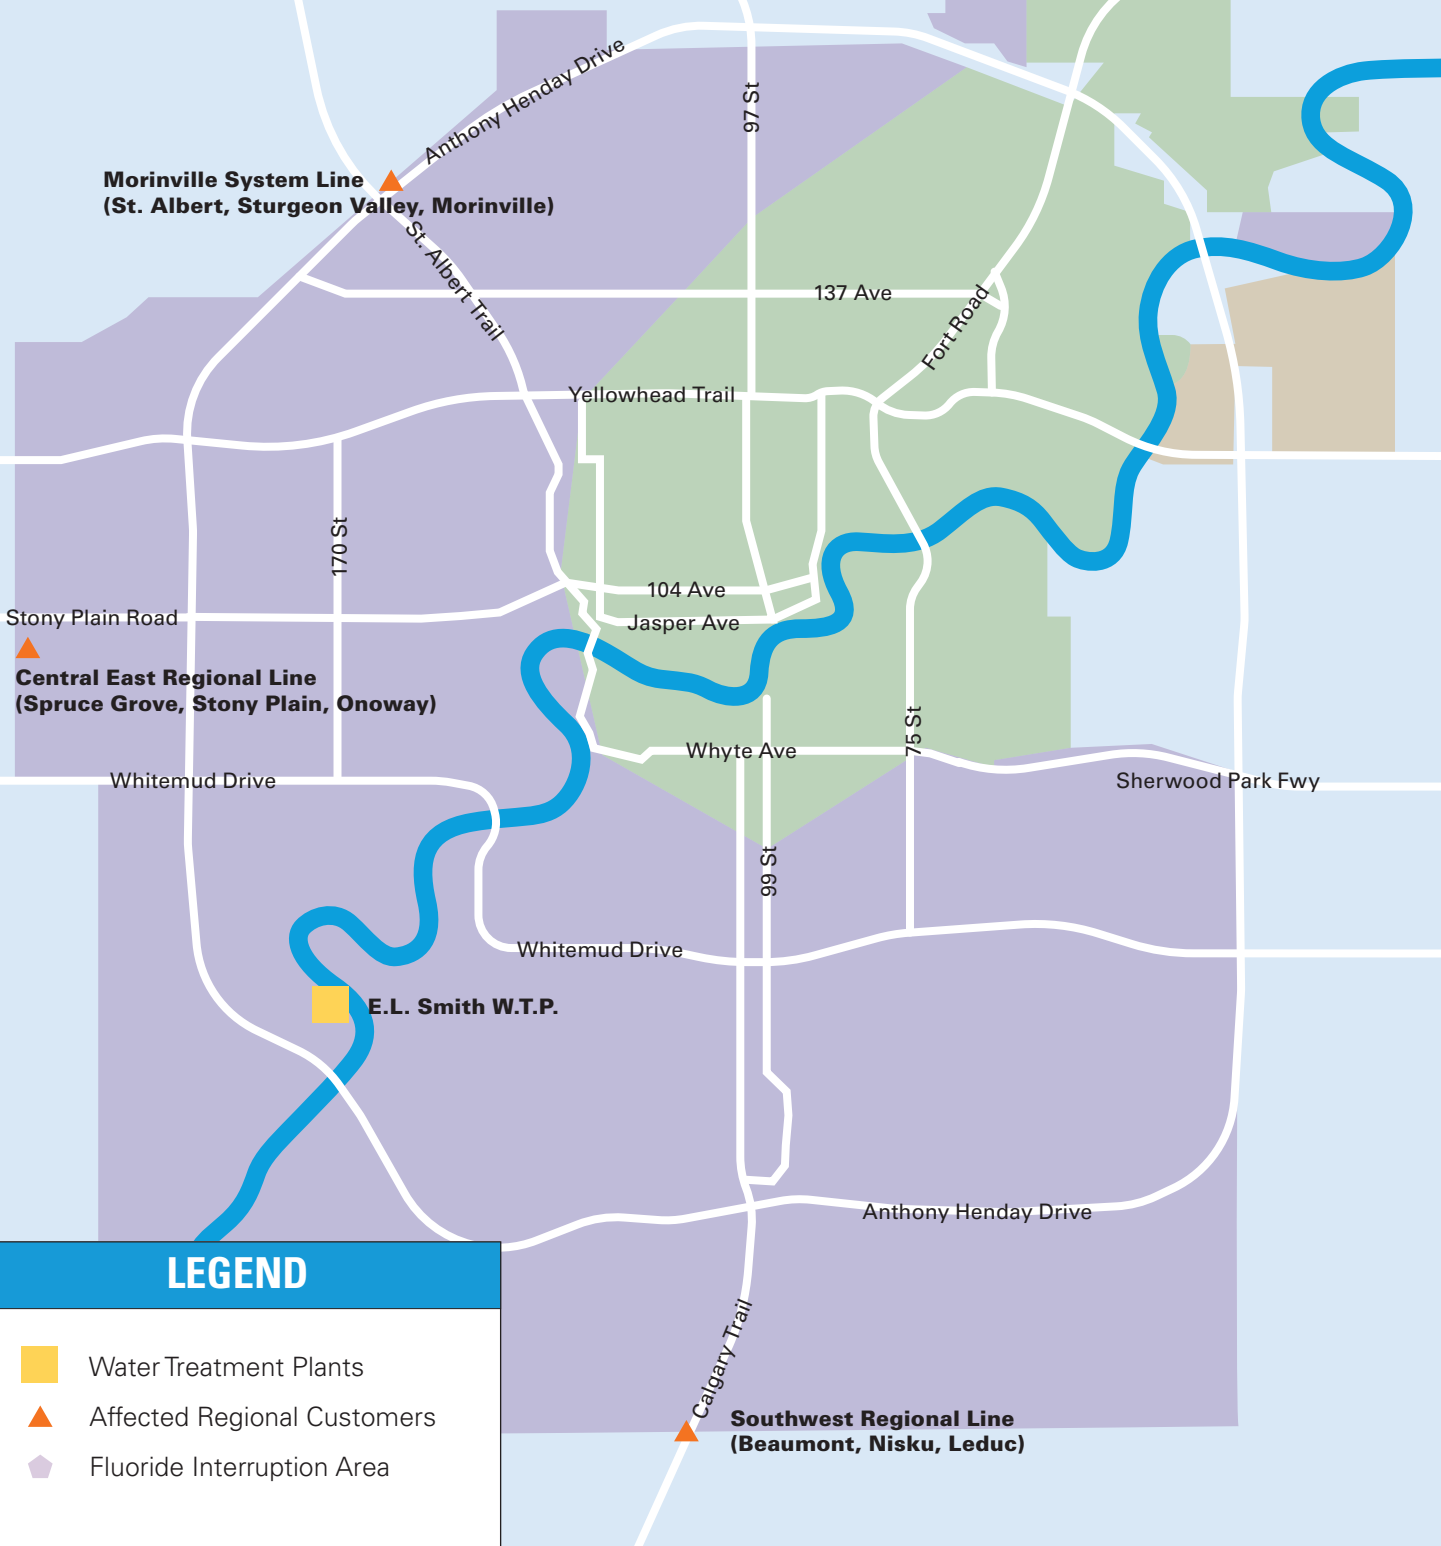 Anthony Henday Drive
97 St
Morinville System Line
(St. Albert, Sturgeon Valley, Morinville)
St. Albert Trail
137 Ave
Fort Road
Yellowhead Trail
170 St
104 Ave
Stony Plain Road
Jasper Ave
Central East Regional Line
(Spruce Grove, Stony Plain, Onoway)
75 St
Whyte Ave
Whitemud Drive
Sherwood Park Fwy
99 St
Whitemud Drive
E.L. Smith W.T.P.
Anthony Henday Drive
Calgary Trail
Southwest Regional Line
(Beaumont, Nisku, Leduc)
LEGEND
Water Treatment Plants
Affected Regional Customers
Fluoride Interruption Area